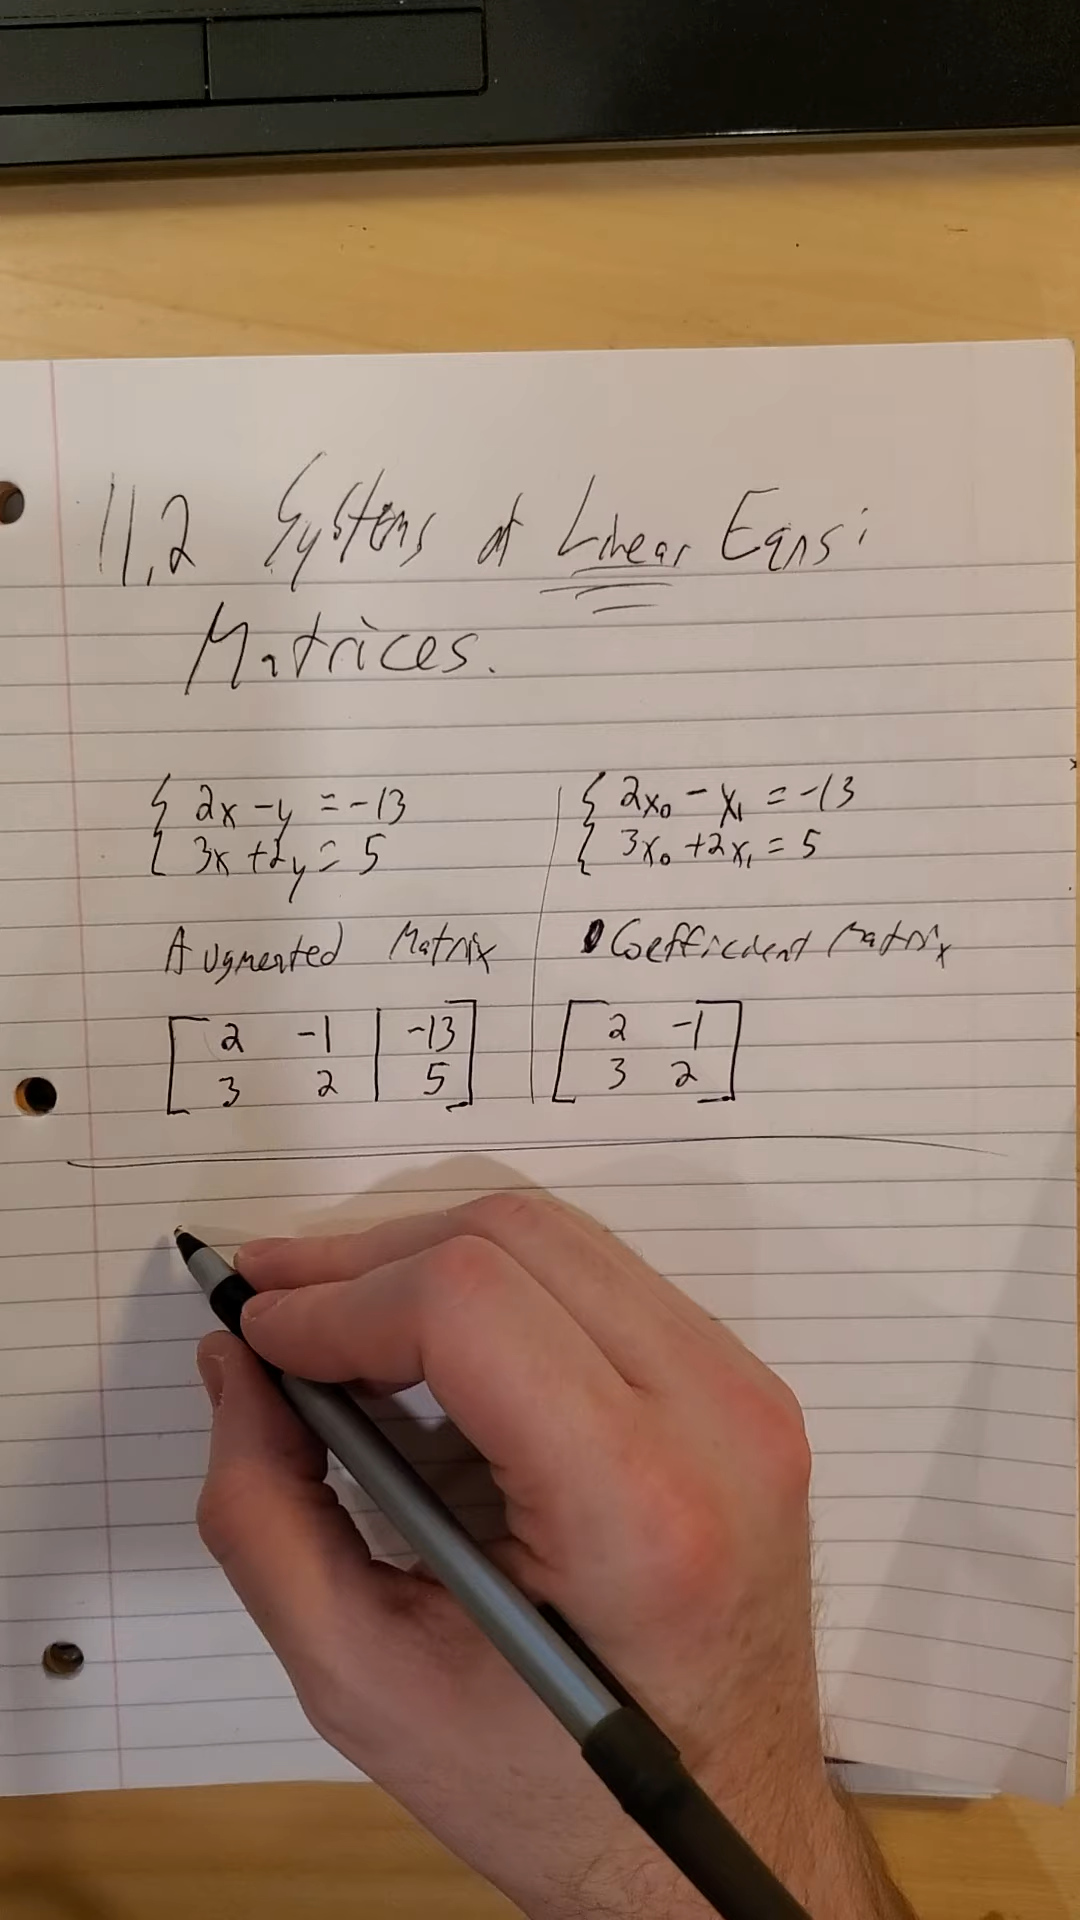 11.2 Systems of Linear Eqns:
Matrices.
{ 2x - y = -13
{ 3x + 2y = 5
{ 2x₀ - x₁ = -13
{ 3x₀ + 2x₁ = 5
Augmented Matrix
[ 2 -1 | -13 ]
[ 3 2 | 5 ]
Coefficient Matrix
[ 2 -1 ]
[ 3 2 ]